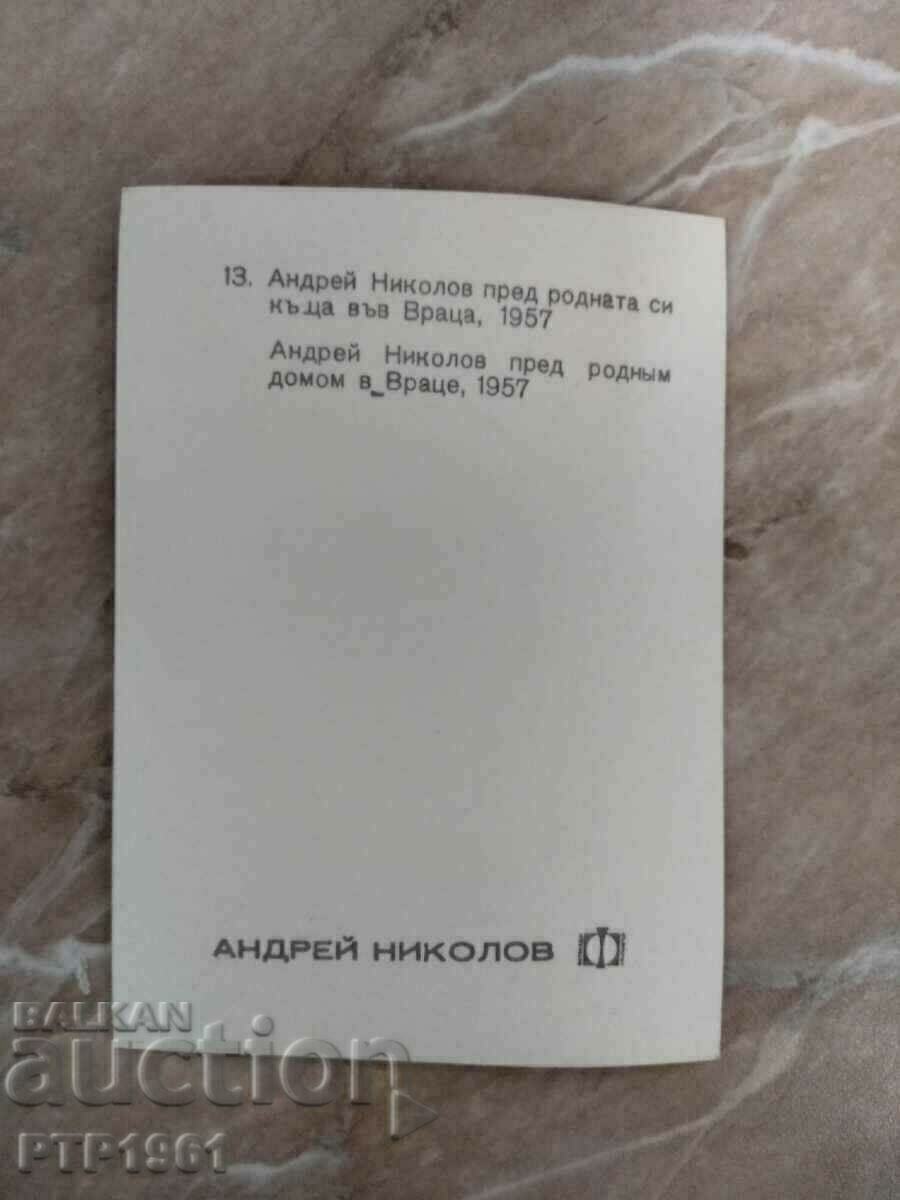 13. Андрей Николов пред родната си
къща във Враца, 1957
Андрей Николов пред родным
домом в Враце, 1957
АНДРЕЙ НИКОЛОВ
BALKAN
auction
PTP1961